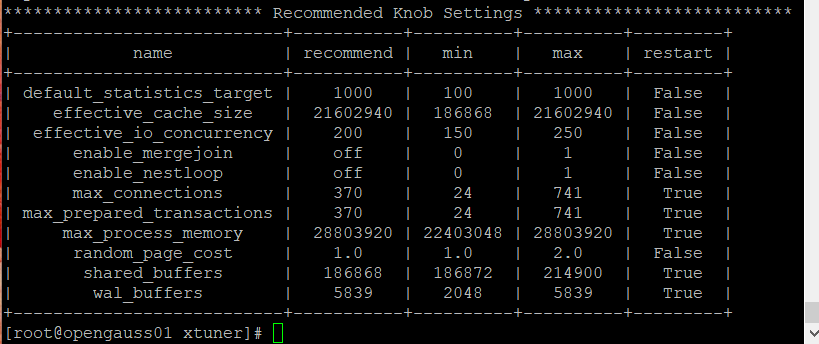 ************************** Recommended Knob Settings **************************
+---------------------------+-----------+----------+----------+---------+
|            name           | recommend |   min    |   max    | restart |
+---------------------------+-----------+----------+----------+---------+
| default_statistics_target |    1000   |   100    |   1000   |  False  |
|    effective_cache_size   |  21602940 |  186868  | 21602940 |  False  |
|  effective_io_concurrency |    200    |   150    |   250    |  False  |
|      enable_mergejoin     |    off    |    0     |    1     |  False  |
|      enable_nestloop      |    off    |    0     |    1     |  False  |
|      max_connections      |    370    |    24    |   741    |   True  |
| max_prepared_transactions |    370    |    24    |   741    |   True  |
|     max_process_memory    |  28803920 | 22403048 | 28803920 |   True  |
|      random_page_cost     |    1.0    |   1.0    |   2.0    |  False  |
|       shared_buffers      |   186868  |  186872  |  214900  |   True  |
|        wal_buffers        |    5839   |   2048   |   5839   |   True  |
+---------------------------+-----------+----------+----------+---------+
[root@opengauss01 xtuner]#